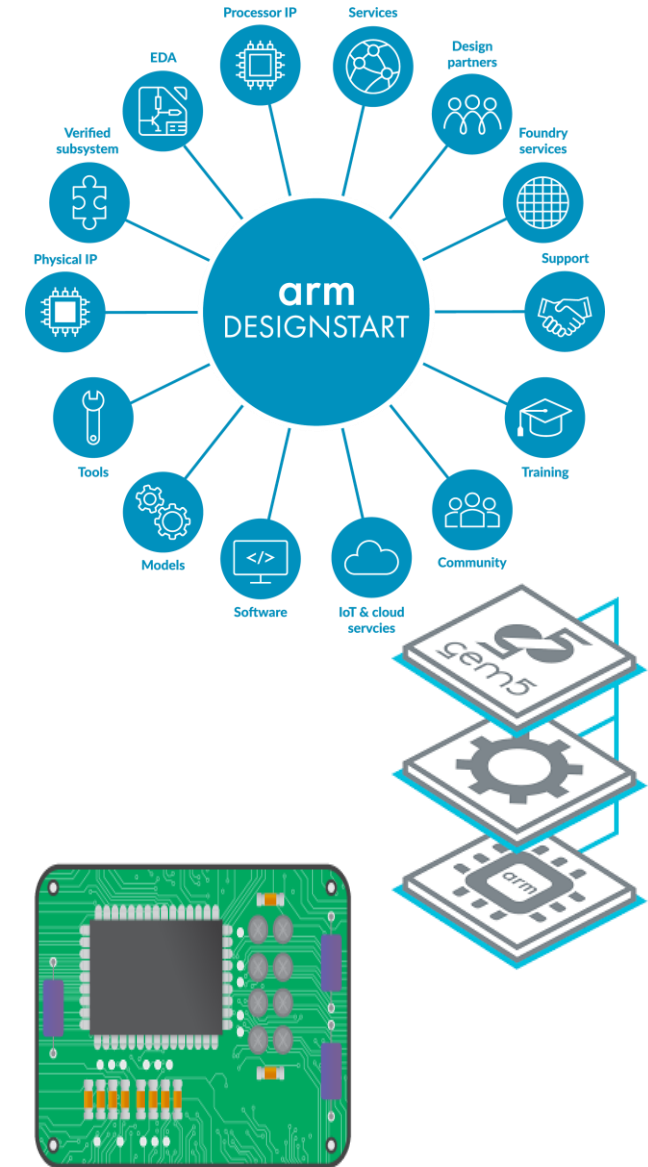 Processor IP
Services
EDA
Design
partners
Verified
subsystem
Foundry
services
Physical IP
Support
arm
DESIGNSTART
Tools
Training
Models
Community
</>
Software
IoT & cloud
servcies
gem5
arm